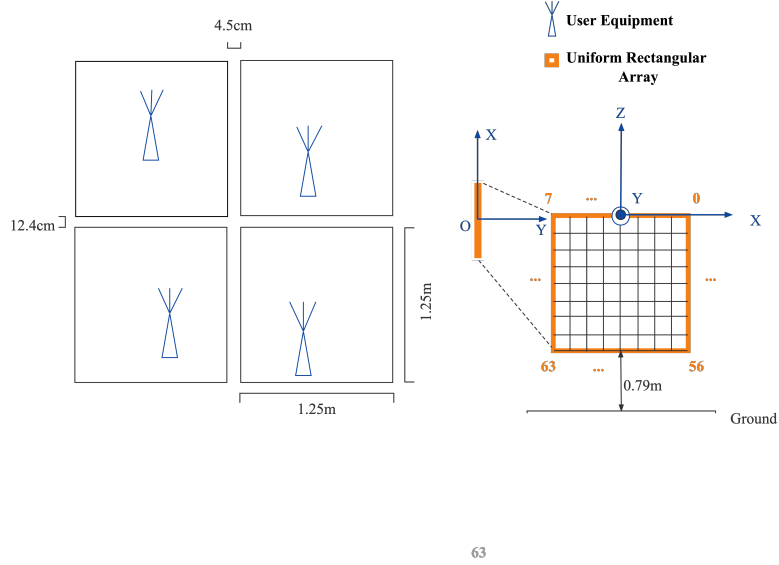 4.5cm
User Equipment
Uniform Rectangular
Array
X
Z
7
...
Y
0
12.4cm
O
Y
X
...
...
1.25m
63
...
56
0.79m
1.25m
Ground
63